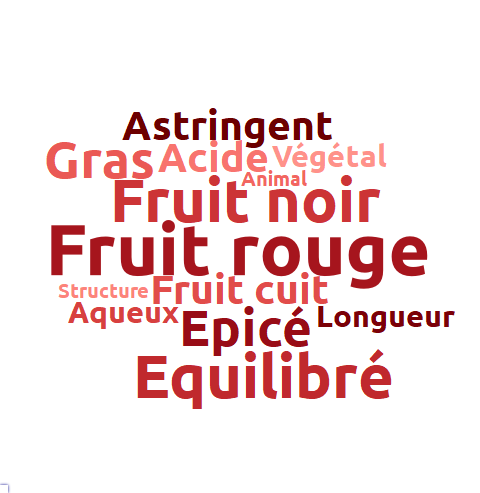 Astringent
Gras Acide Végétal
Animal
Fruit noir
Fruit rouge
Structure Fruit cuit
Aqueux Epicé Longueur
Equilibré